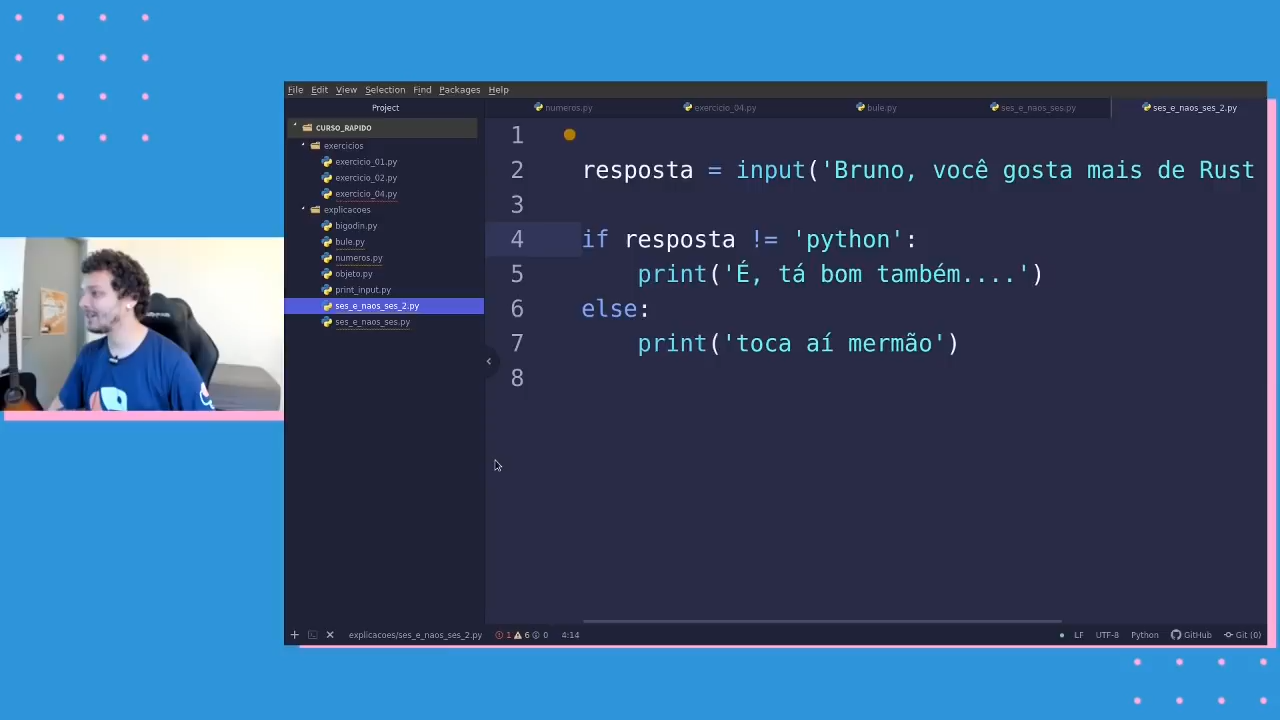 File Edit View Selection Find Packages Help
Project
numeros.py exercicio_04.py bule.py ses_e_naos_ses.py ses_e_naos_ses_2.py
CURSO_RAPIDO
exercicios
exercicio_01.py
exercicio_02.py
exercicio_04.py
explicacoes
bigodin.py
bule.py
numeros.py
objeto.py
print_input.py
ses_e_naos_ses_2.py
ses_e_naos_ses.py
1
2 resposta = input('Bruno, você gosta mais de Rust
3
4 if resposta != 'python':
5 print('É, tá bom também....')
6 else:
7 print('toca aí mermão')
8
explicacoes/ses_e_naos_ses_2.py 1 6 0 4:14 LF UTF-8 Python GitHub Git (0)